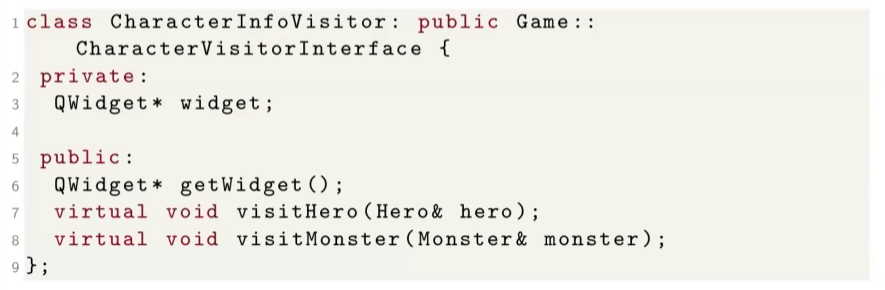 1 class CharacterInfoVisitor: public Game::
CharacterVisitorInterface {
2 private:
3 QWidget* widget;
4
5 public:
6 QWidget* getWidget();
7 virtual void visitHero(Hero& hero);
8 virtual void visitMonster(Monster& monster);
9 };